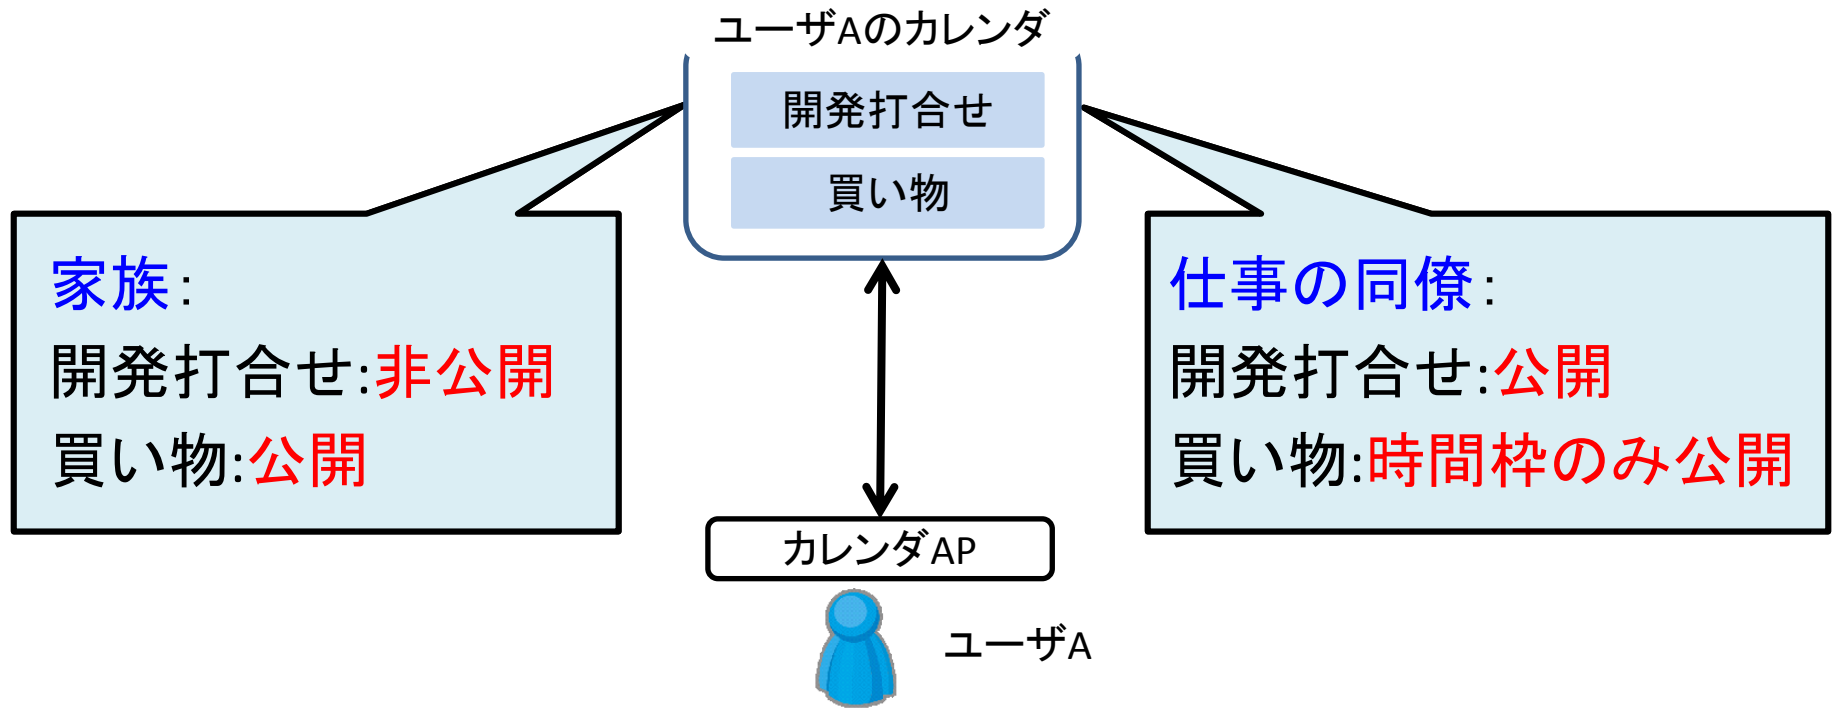 ユーザAのカレンダ
開発打合せ
買い物
家族:
開発打合せ:非公開
買い物:公開
仕事の同僚:
開発打合せ:公開
買い物:時間枠のみ公開
カレンダAP
ユーザA